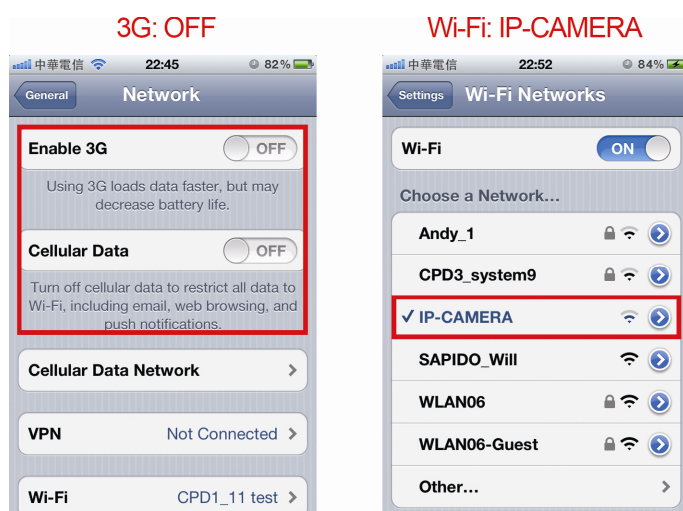 3G: OFF
中華電信 22:45 82%
General Network
Enable 3G OFF
Using 3G loads data faster, but may
decrease battery life.
Cellular Data OFF
Turn off cellular data to restrict all data to
Wi-Fi, including email, web browsing, and
push notifications.
Cellular Data Network
VPN Not Connected
Wi-Fi CPD1_11 test
Wi-Fi: IP-CAMERA
中華電信 22:52 84%
Settings Wi-Fi Networks
Wi-Fi ON
Choose a Network...
Andy_1
CPD3_system9
IP-CAMERA
SAPIDO_Will
WLAN06
WLAN06-Guest
Other...